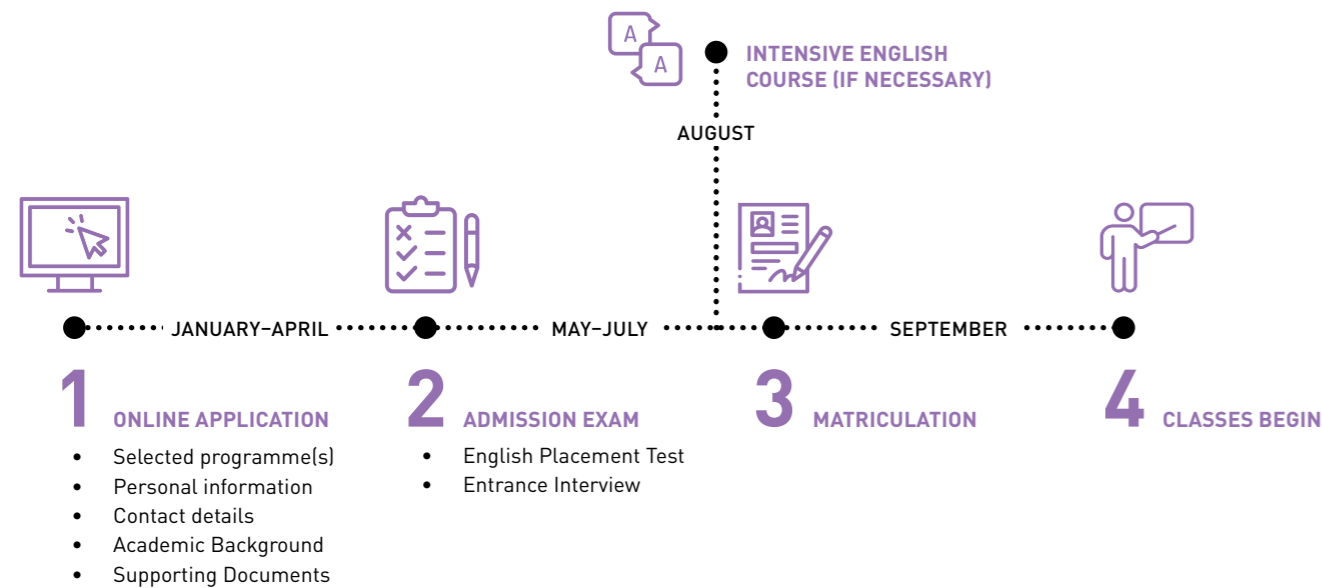 A
A
INTENSIVE ENGLISH
COURSE (IF NECESSARY)
AUGUST
JANUARY–APRIL
MAY–JULY
SEPTEMBER
1 ONLINE APPLICATION
• Selected programme(s)
• Personal information
• Contact details
• Academic Background
• Supporting Documents
2 ADMISSION EXAM
• English Placement Test
• Entrance Interview
3 MATRICULATION
4 CLASSES BEGIN